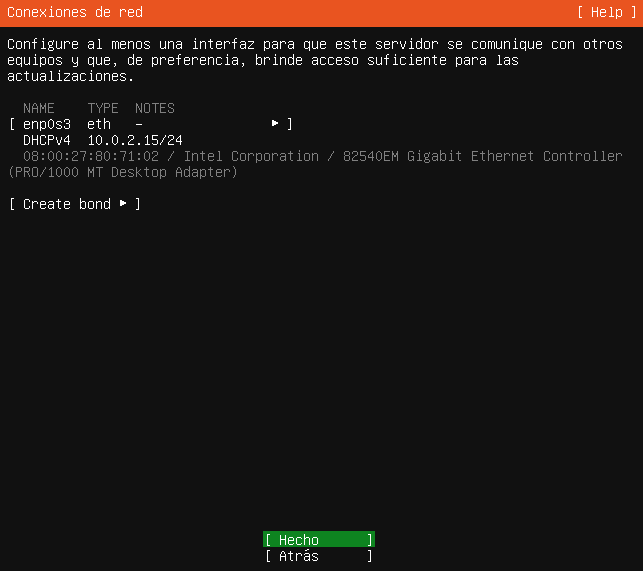 Conexiones de red [ Help ]
Configure al menos una interfaz para que este servidor se comunique con otros
equipos y que, de preferencia, brinde acceso suficiente para las
actualizaciones.
NAME TYPE NOTES
[ enp0s3 eth - ▸ ]
DHCPv4 10.0.2.15/24
08:00:27:80:71:02 / Intel Corporation / 82540EM Gigabit Ethernet Controller
(PRO/1000 MT Desktop Adapter)
[ Create bond ▸ ]
[ Hecho ]
[ Atrás ]